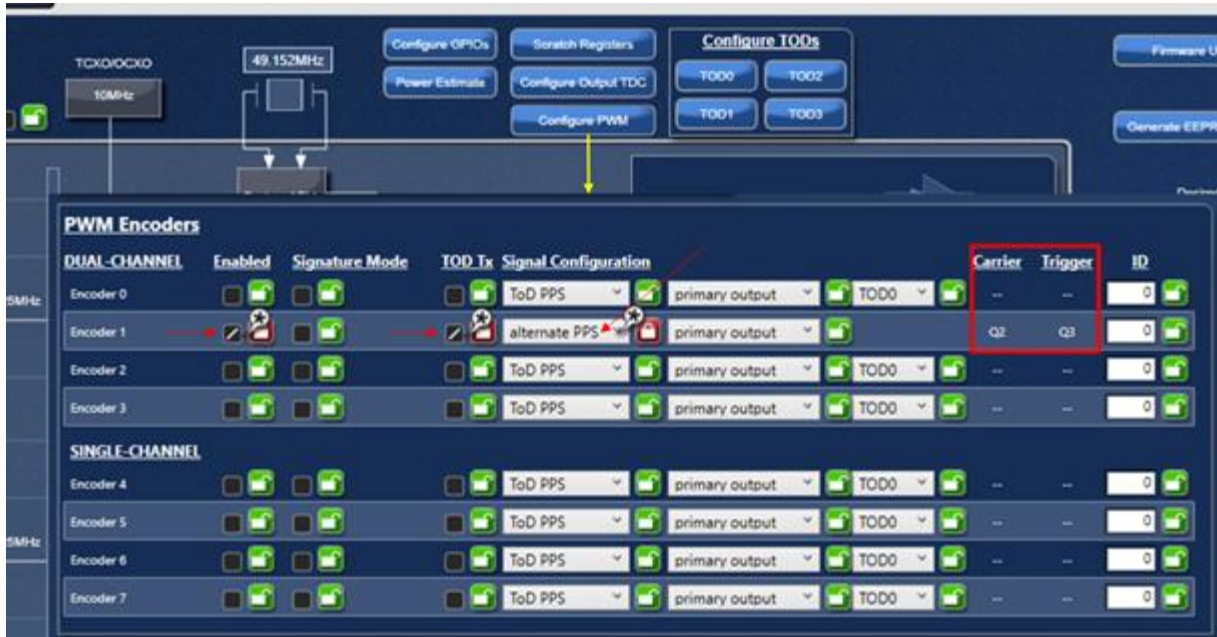 Configure GPIOs Scratch Registers Configure TODs
TCXO/OCXO 49.152MHz Firmware U
Power Estimate Configure Output TDC TOD0 TOD2
10MHz
Configure PWM TOD1 TOD3
Generate EEPR
PWM Encoders
DUAL-CHANNEL Enabled Signature Mode TOD Tx Signal Configuration Carrier Trigger ID
Encoder 0 ToD PPS primary output TOD0 -- -- 0
5MHz
Encoder 1 alternate PPS primary output Q2 Q3 0
Encoder 2 ToD PPS primary output TOD0 -- -- 0
Encoder 3 ToD PPS primary output TOD0 -- -- 0
SINGLE-CHANNEL
Encoder 4 ToD PPS primary output TOD0 -- -- 0
Encoder 5 ToD PPS primary output TOD0 -- -- 0
5MHz
Encoder 6 ToD PPS primary output TOD0 -- -- 0
Encoder 7 ToD PPS primary output TOD0 -- -- 0